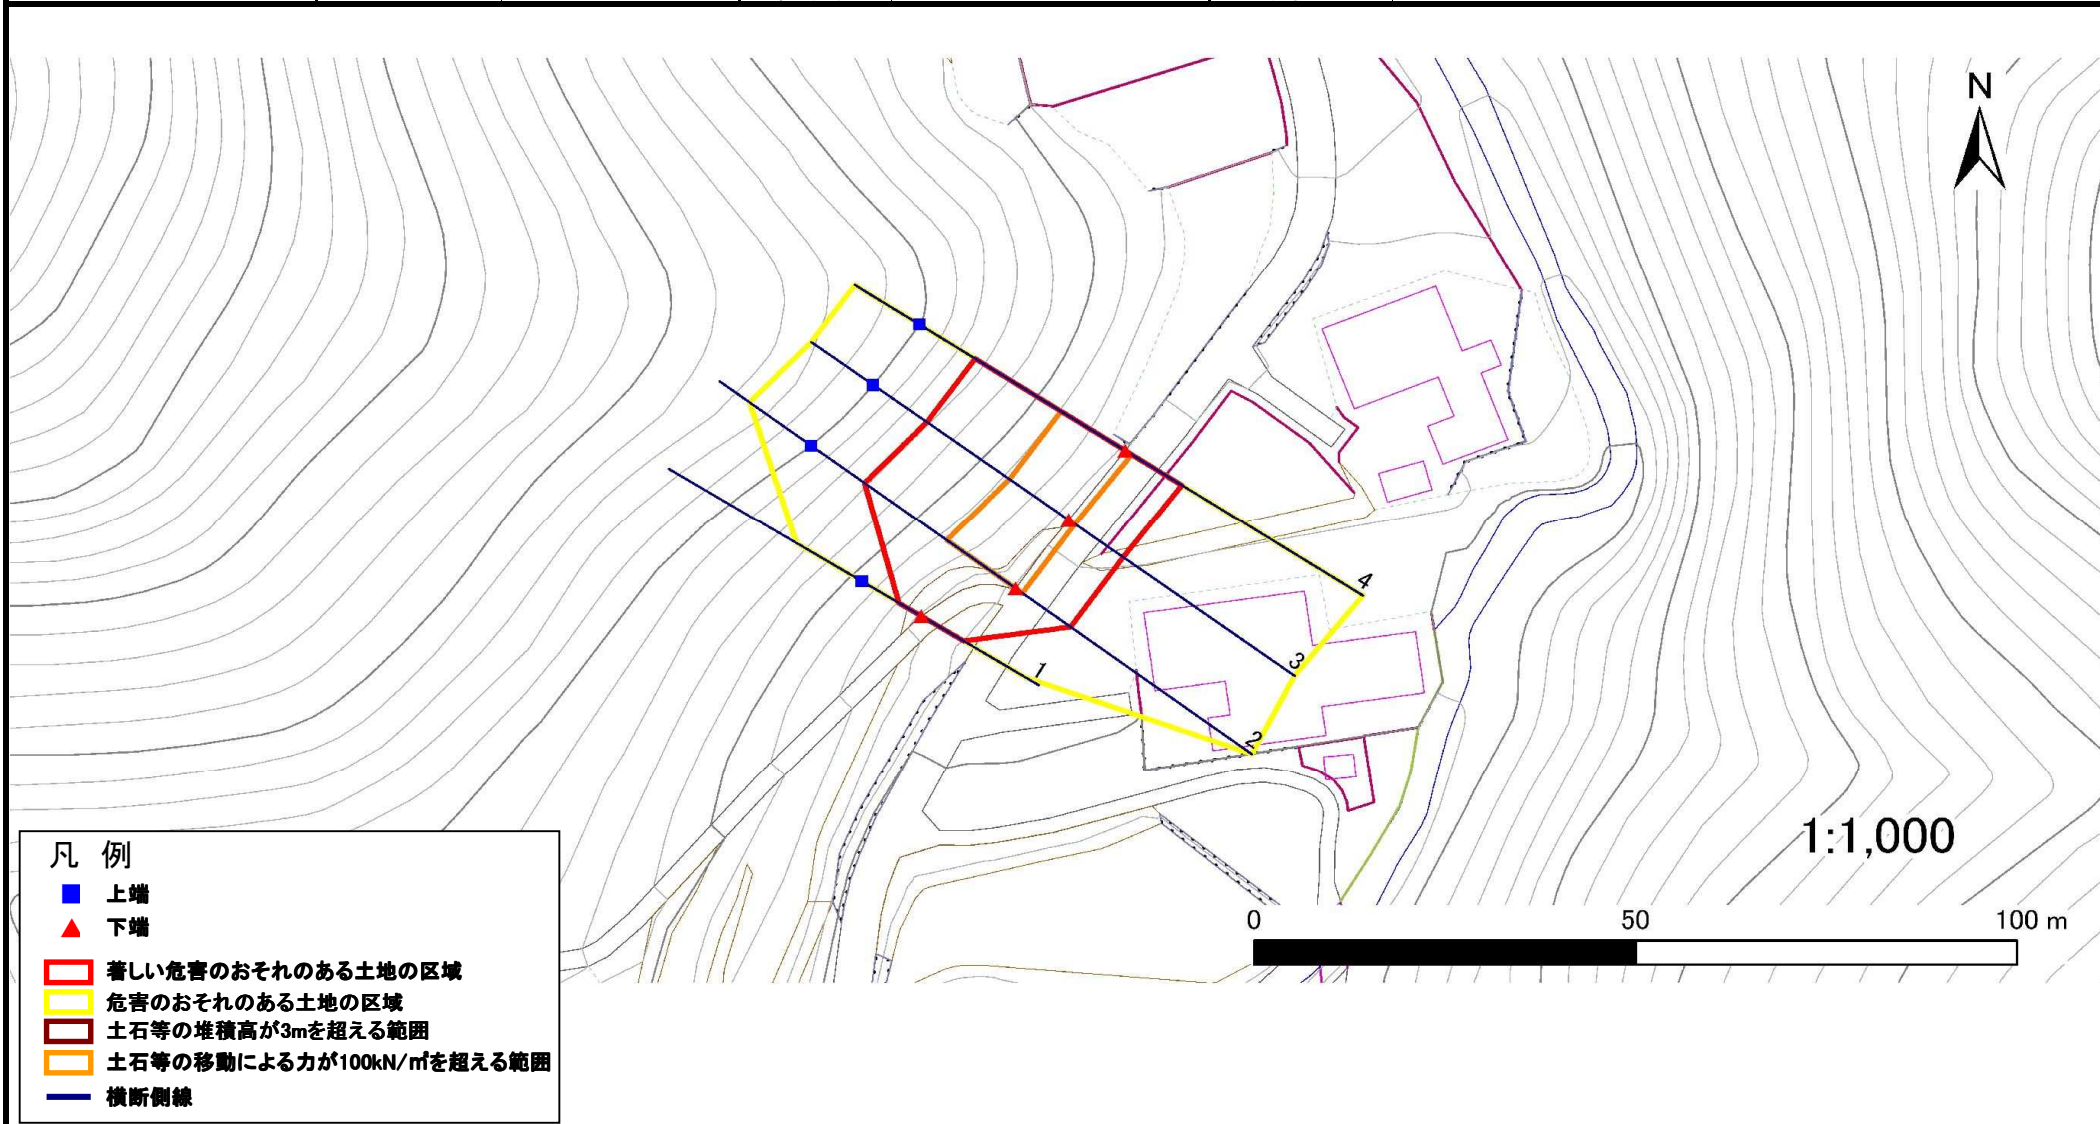 N
4
3
1
2
1:1,000
0 50 100 m
凡 例
上端
下端
著しい危害のおそれのある土地の区域
危害のおそれのある土地の区域
土石等の堆積高が3mを超える範囲
土石等の移動による力が100kN/㎡を超える範囲
横断側線